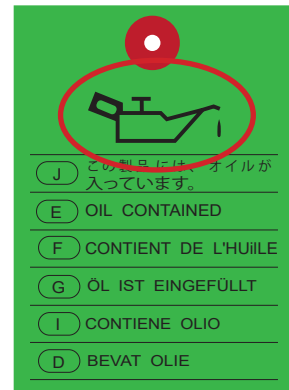 J この製品には、オイルが
入っています。
E OIL CONTAINED
F CONTIENT DE L'HUilLE
G ÖL IST EINGEFÜLLT
I CONTIENE OLIO
D BEVAT OLIE